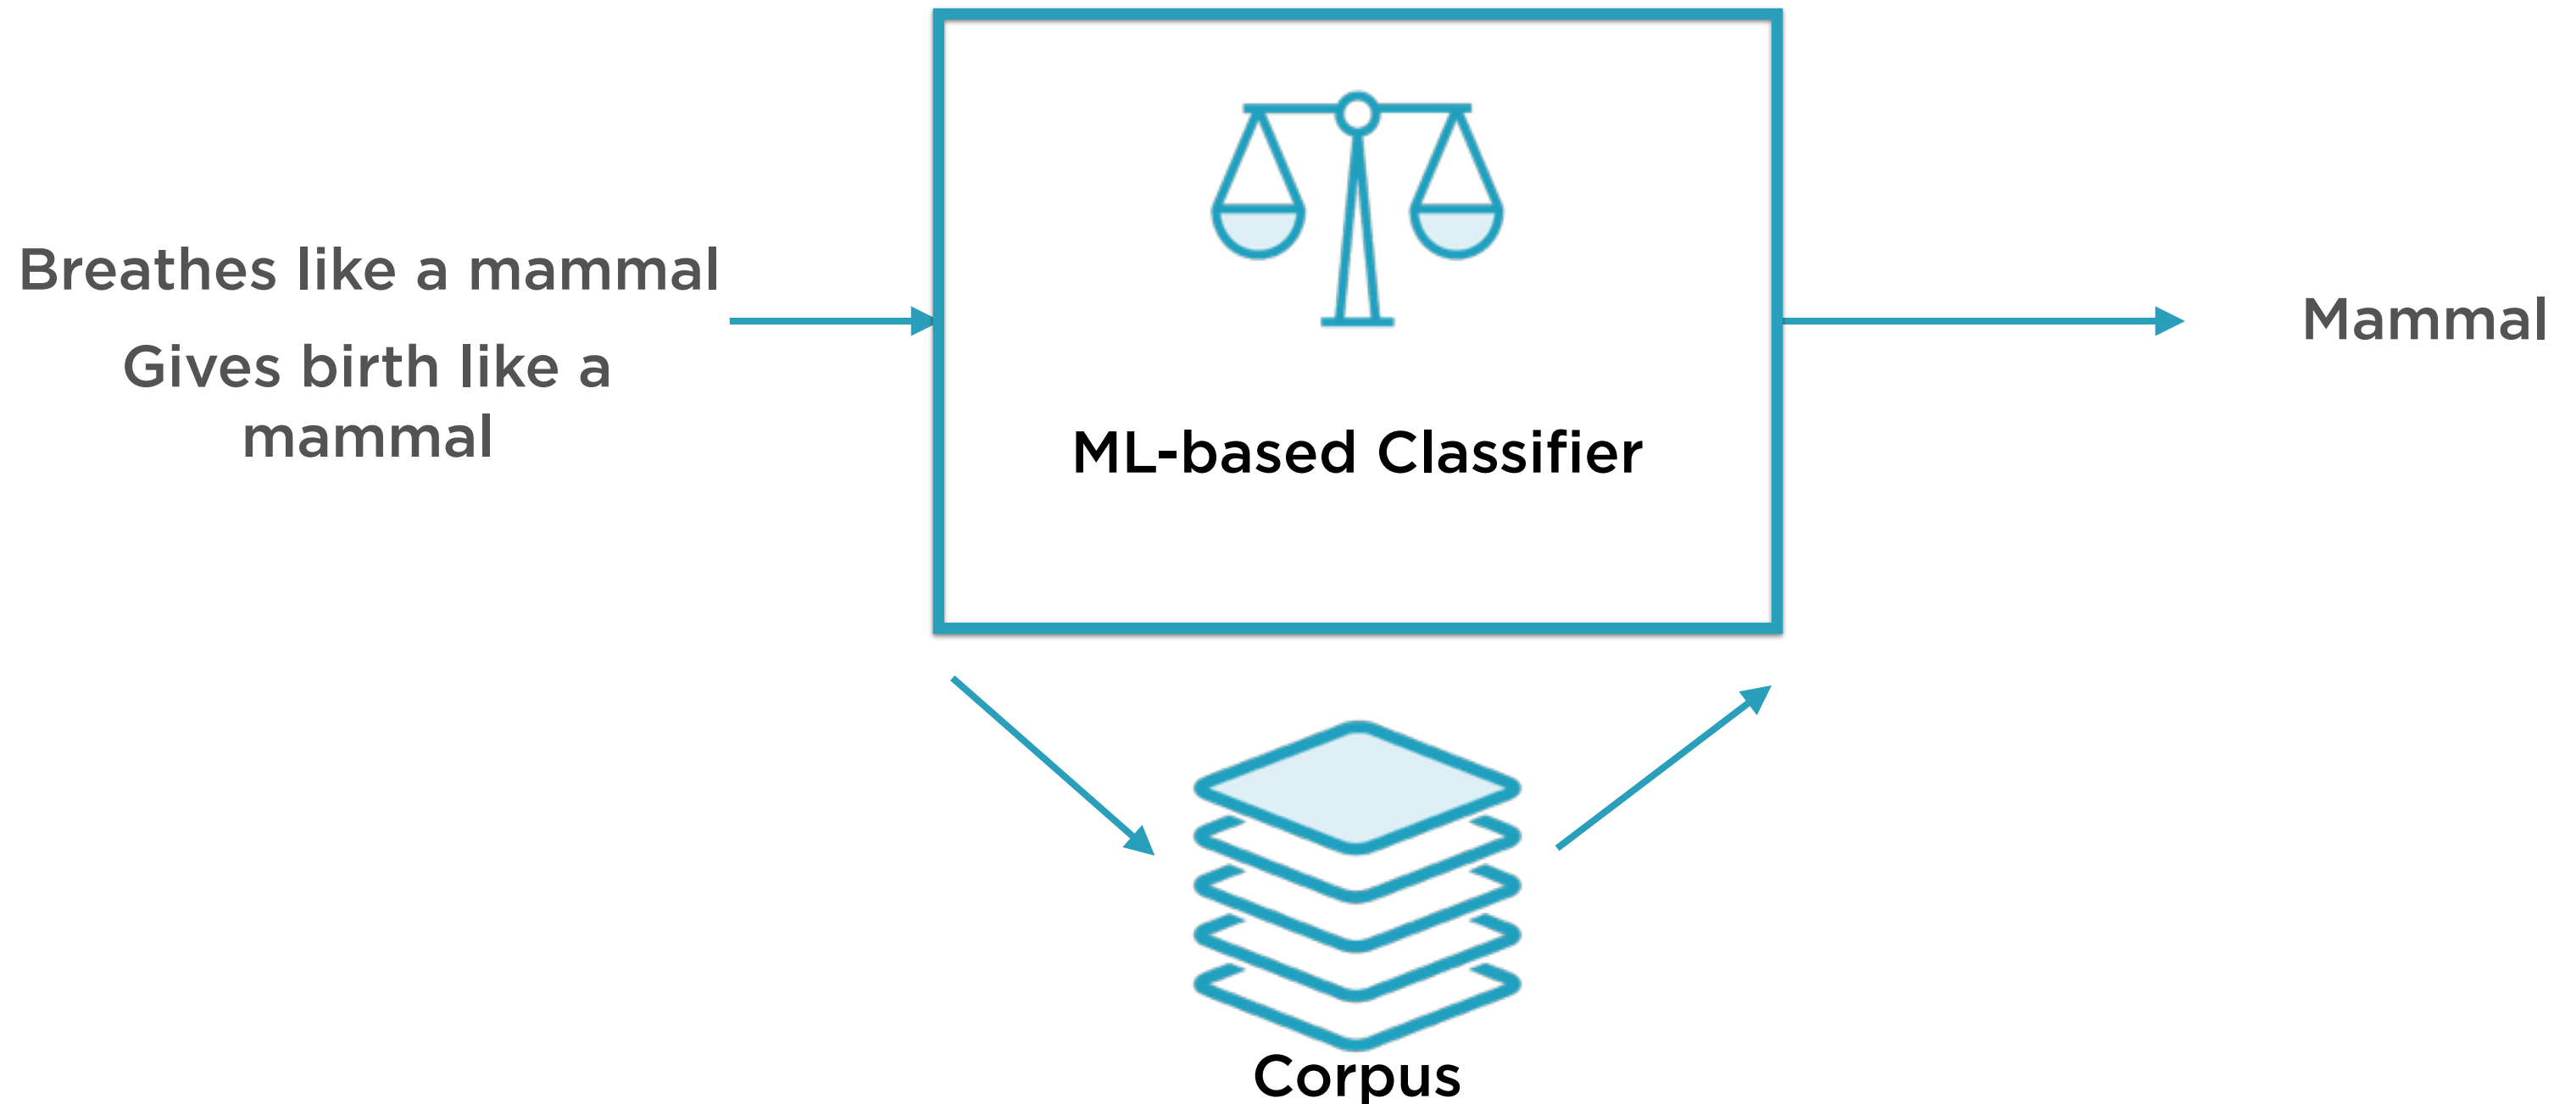 Breathes like a mammal
Gives birth like a
mammal
ML-based Classifier
Mammal
Corpus